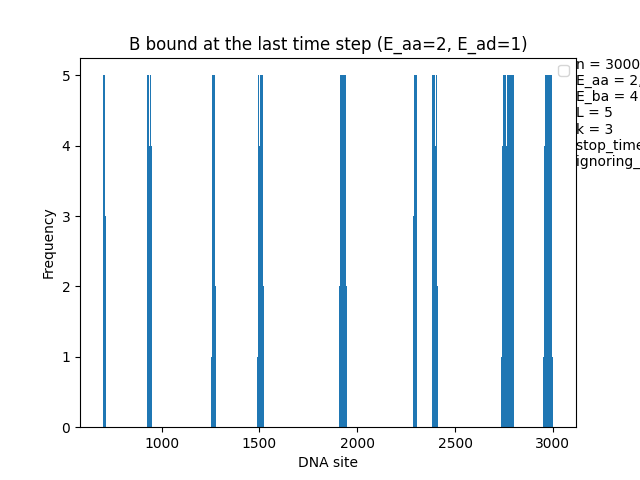 B bound at the last time step (E_aa=2, E_ad=1)
n = 3000
E_aa = 2,
E_ba = 4
L = 5
k = 3
stop_time
ignoring_
Frequency
5
4
3
2
1
0
1000 1500 2000 2500 3000
DNA site